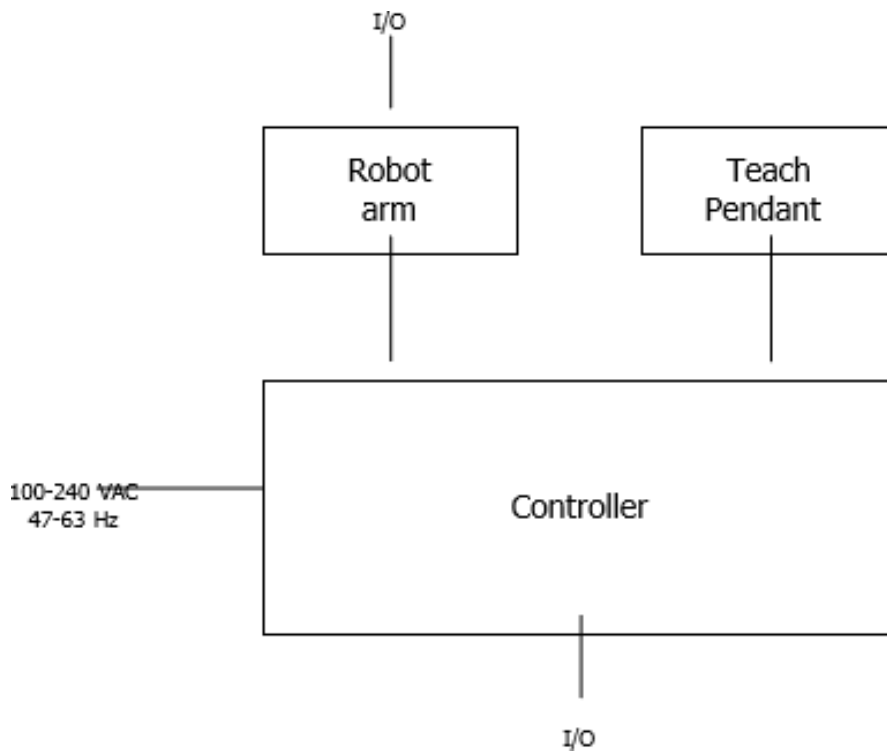 I/O
Robot
arm
Teach
Pendant
100-240 VAC
47-63 Hz
Controller
I/O